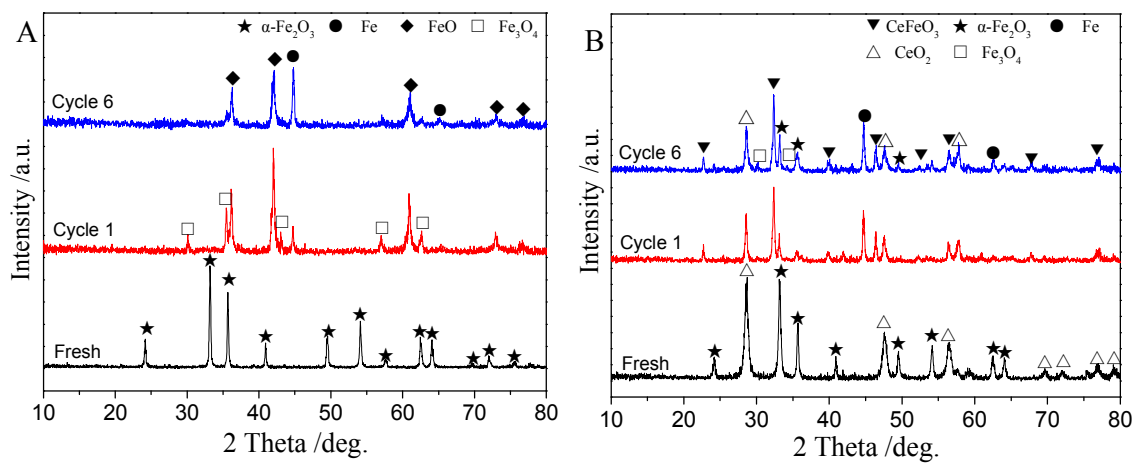 A
★ α-Fe₂O₃ ● Fe ◆ FeO □ Fe₃O₄
Cycle 6
Cycle 1
Fresh
Intensity /a.u.
10 20 30 40 50 60 70 80
2 Theta /deg.
B
▼ CeFeO₃ ★ α-Fe₂O₃ ● Fe
△ CeO₂ □ Fe₃O₄
Cycle 6
Cycle 1
Fresh
Intensity /a.u.
10 20 30 40 50 60 70 80
2 Theta /deg.